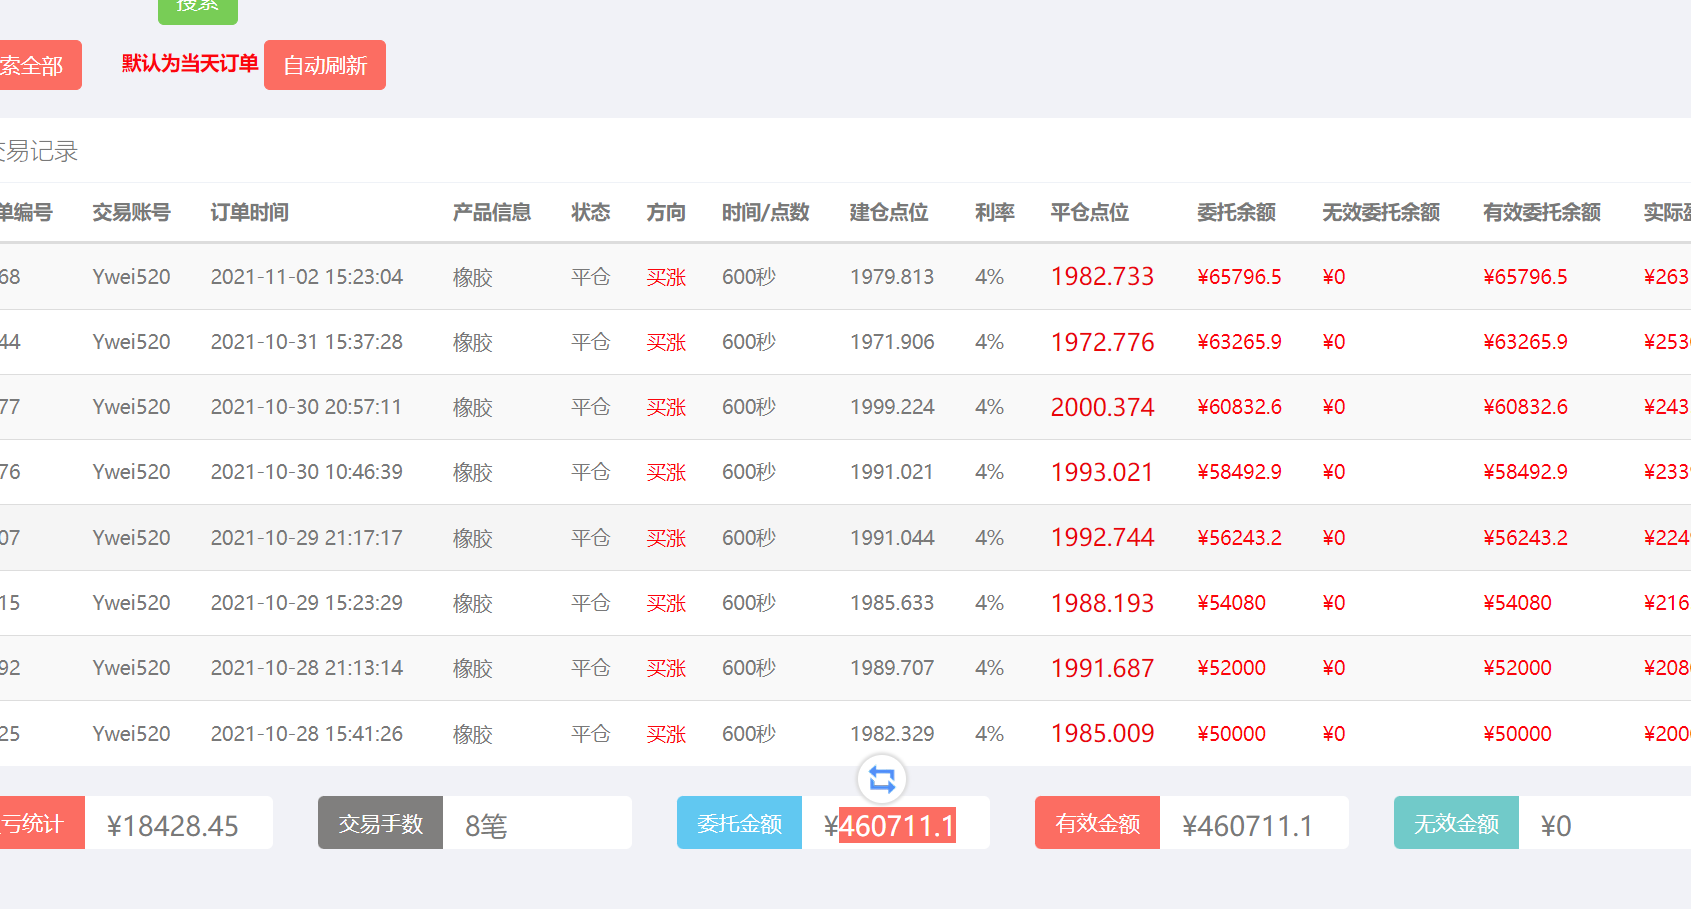 搜索
索全部 默认为当天订单 自动刷新
交易记录
单编号 交易账号 订单时间 产品信息 状态 方向 时间/点数 建仓点位 利率 平仓点位 委托余额 无效委托余额 有效委托余额 实际盈
68 Ywei520 2021-11-02 15:23:04 橡胶 平仓 买涨 600秒 1979.813 4% 1982.733 ¥65796.5 ¥0 ¥65796.5 ¥263
44 Ywei520 2021-10-31 15:37:28 橡胶 平仓 买涨 600秒 1971.906 4% 1972.776 ¥63265.9 ¥0 ¥63265.9 ¥253
77 Ywei520 2021-10-30 20:57:11 橡胶 平仓 买涨 600秒 1999.224 4% 2000.374 ¥60832.6 ¥0 ¥60832.6 ¥243
76 Ywei520 2021-10-30 10:46:39 橡胶 平仓 买涨 600秒 1991.021 4% 1993.021 ¥58492.9 ¥0 ¥58492.9 ¥233
07 Ywei520 2021-10-29 21:17:17 橡胶 平仓 买涨 600秒 1991.044 4% 1992.744 ¥56243.2 ¥0 ¥56243.2 ¥224
15 Ywei520 2021-10-29 15:23:29 橡胶 平仓 买涨 600秒 1985.633 4% 1988.193 ¥54080 ¥0 ¥54080 ¥216
92 Ywei520 2021-10-28 21:13:14 橡胶 平仓 买涨 600秒 1989.707 4% 1991.687 ¥52000 ¥0 ¥52000 ¥208
25 Ywei520 2021-10-28 15:41:26 橡胶 平仓 买涨 600秒 1982.329 4% 1985.009 ¥50000 ¥0 ¥50000 ¥200
亏统计 ¥18428.45 交易手数 8笔 委托金额 ¥460711.1 有效金额 ¥460711.1 无效金额 ¥0